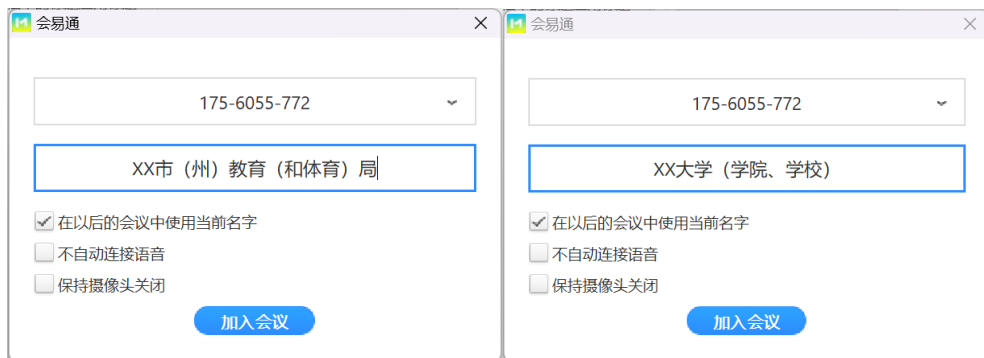 会易通
175-6055-772
XX市（州）教育（和体育）局
在以后的会议中使用当前名字
不自动连接语音
保持摄像头关闭
加入会议
会易通
175-6055-772
XX大学（学院、学校）
在以后的会议中使用当前名字
不自动连接语音
保持摄像头关闭
加入会议